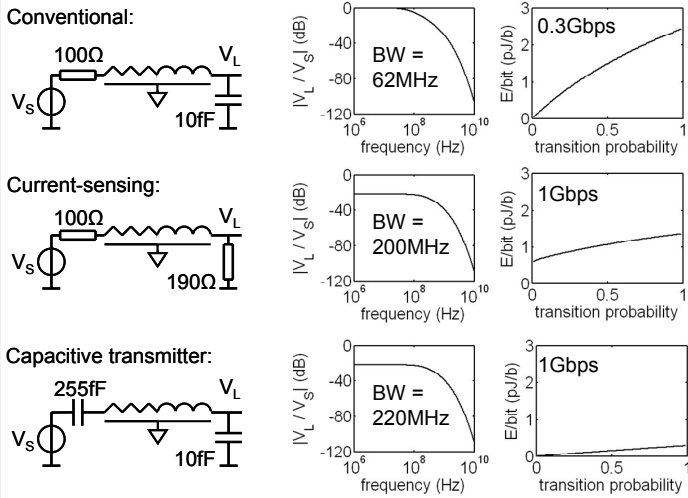 Conventional:
100Ω
V_S
V_L
10fF
|V_L / V_S| (dB)
0
-40
-80
-120
BW =
62MHz
10^6 10^8 10^10
frequency (Hz)
E/bit (pJ/b)
3
2
1
0
0.3Gbps
0 0.5 1
transition probability
Current-sensing:
100Ω
V_S
V_L
190Ω
|V_L / V_S| (dB)
0
-40
-80
-120
BW =
200MHz
10^6 10^8 10^10
frequency (Hz)
E/bit (pJ/b)
3
2
1
0
1Gbps
0 0.5 1
transition probability
Capacitive transmitter:
255fF
V_S
V_L
10fF
|V_L / V_S| (dB)
0
-40
-80
-120
BW =
220MHz
10^6 10^8 10^10
frequency (Hz)
E/bit (pJ/b)
3
2
1
0
1Gbps
0 0.5 1
transition probability